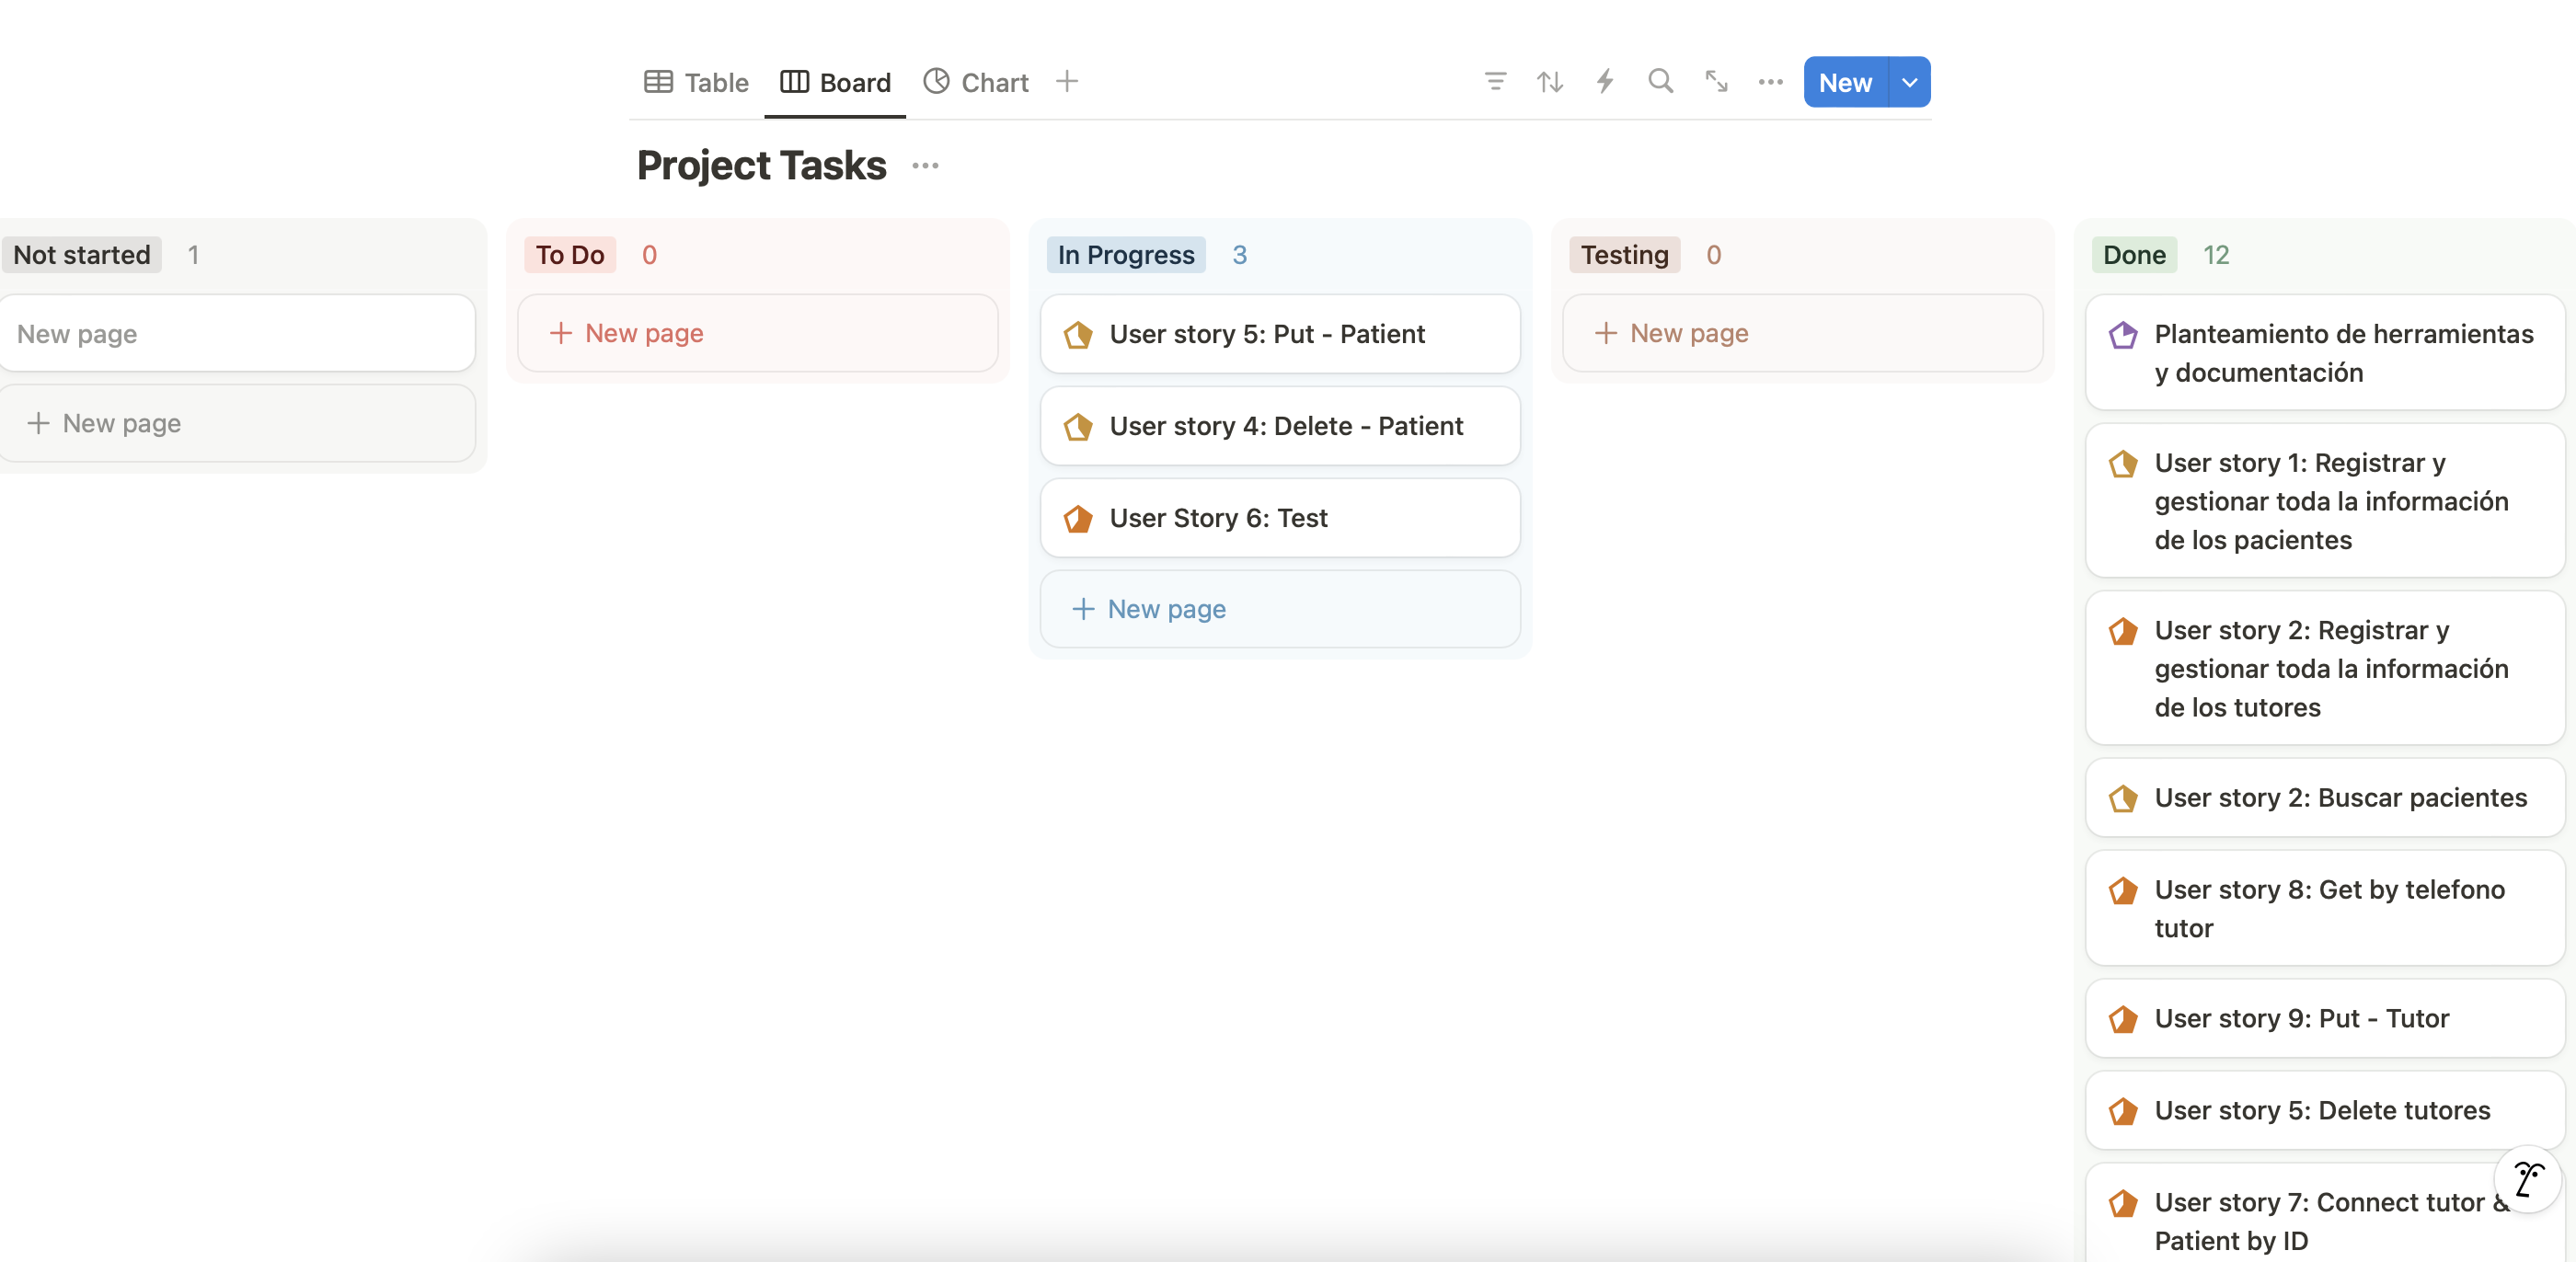 Table Board Chart
New
Project Tasks
Not started 1
New page
New page
To Do 0
New page
In Progress 3
User story 5: Put - Patient
User story 4: Delete - Patient
User Story 6: Test
New page
Testing 0
New page
Done 12
Planteamiento de herramientas
y documentación
User story 1: Registrar y
gestionar toda la información
de los pacientes
User story 2: Registrar y
gestionar toda la información
de los tutores
User story 2: Buscar pacientes
User story 8: Get by telefono
tutor
User story 9: Put - Tutor
User story 5: Delete tutores
User story 7: Connect tutor &
Patient by ID